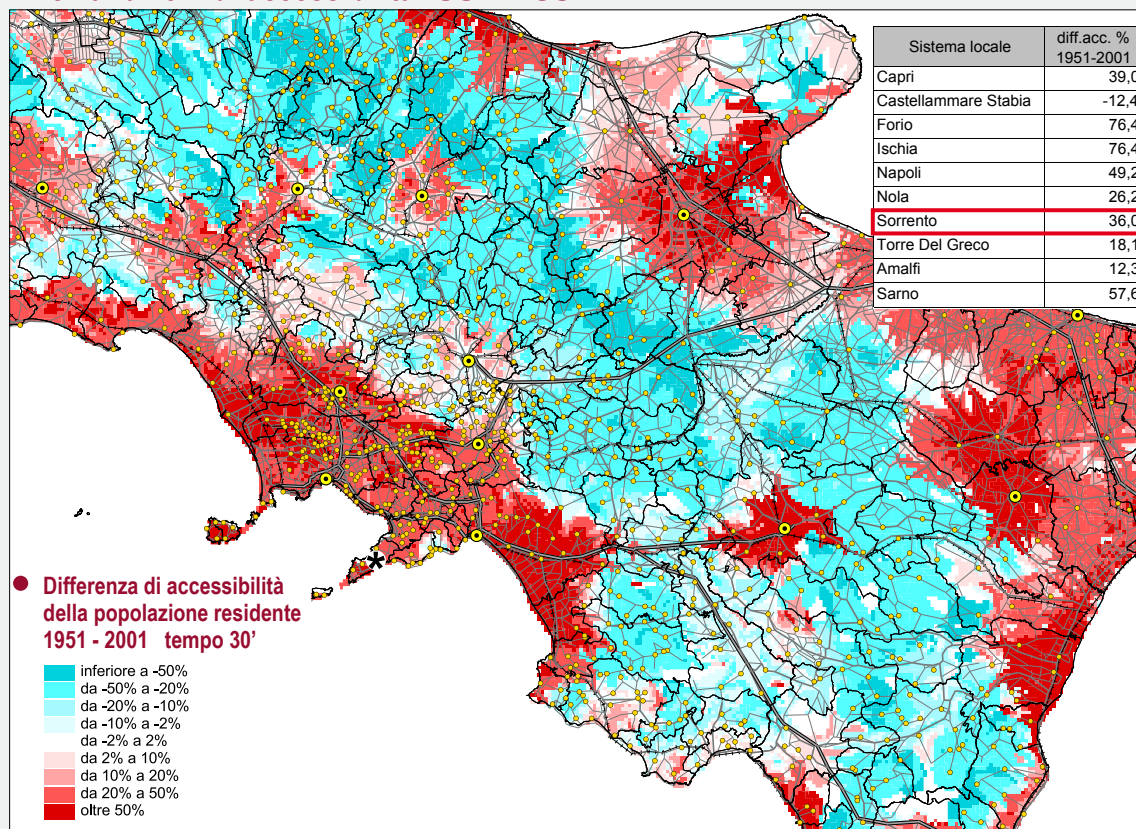 Sistema locale
diff.acc. %
1951-2001
Capri 39,0
Castellammare Stabia -12,4
Forio 76,4
Ischia 76,4
Napoli 49,2
Nola 26,2
Sorrento 36,0
Torre Del Greco 18,1
Amalfi 12,3
Sarno 57,6
*
● Differenza di accessibilità
della popolazione residente
1951 - 2001 tempo 30'
inferiore a -50%
da -50% a -20%
da -20% a -10%
da -10% a -2%
da -2% a 2%
da 2% a 10%
da 10% a 20%
da 20% a 50%
oltre 50%